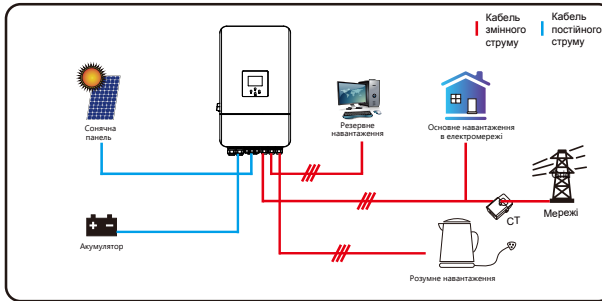 Кабель
змінного
струму
Кабель
постійного
струму
Сонячна
панель
Резервне
навантаження
Основне навантаження
в електромережі
CT
Мережі
Акумулятор
Розумне навантаження